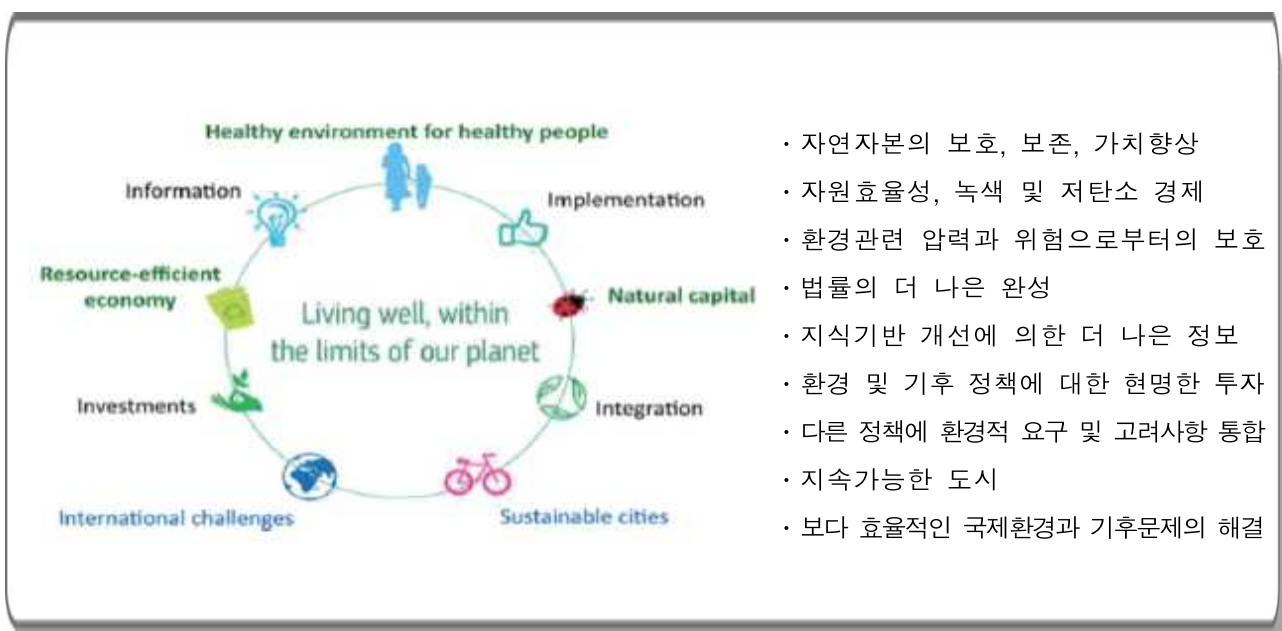 Healthy environment for healthy people
Information
Implementation
Resource-efficient
economy
Natural capital
Living well, within
the limits of our planet
Investments
Integration
International challenges
Sustainable cities
· 자연자본의 보호, 보존, 가치향상
· 자원효율성, 녹색 및 저탄소 경제
· 환경관련 압력과 위험으로부터의 보호
· 법률의 더 나은 완성
· 지식기반 개선에 의한 더 나은 정보
· 환경 및 기후 정책에 대한 현명한 투자
· 다른 정책에 환경적 요구 및 고려사항 통합
· 지속가능한 도시
· 보다 효율적인 국제환경과 기후문제의 해결